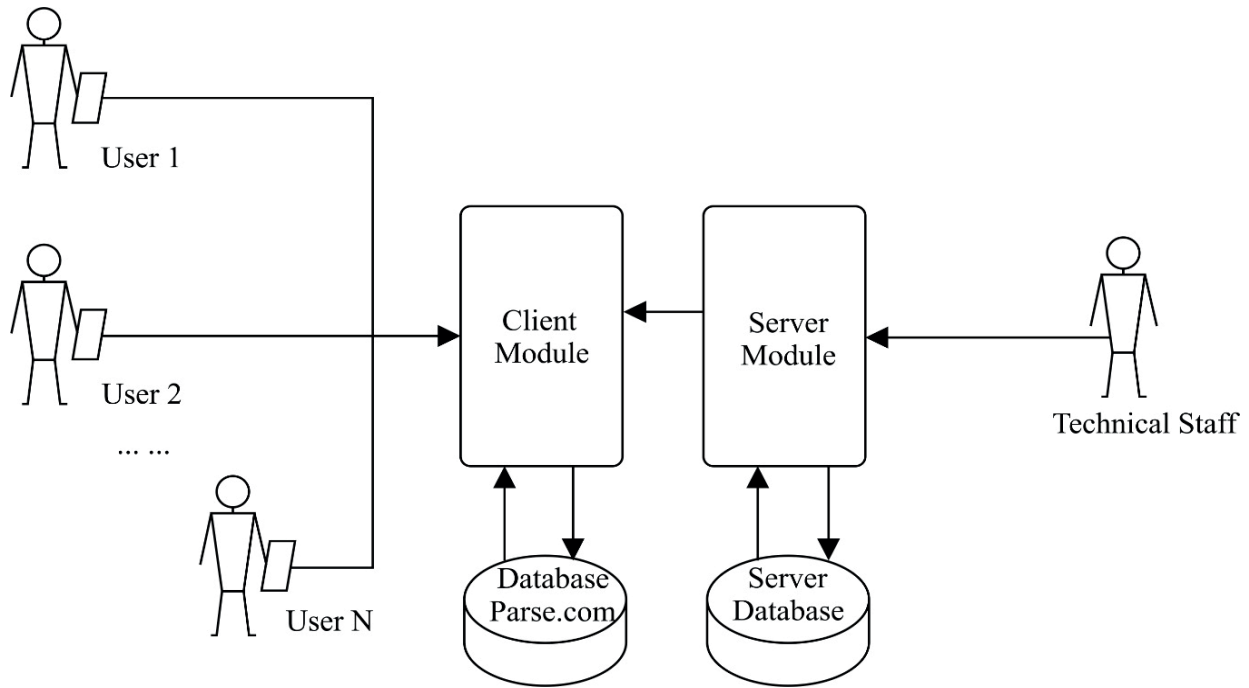 User 1
User 2
... ...
User N
Client
Module
Server
Module
Technical Staff
Database
Parse.com
Server
Database